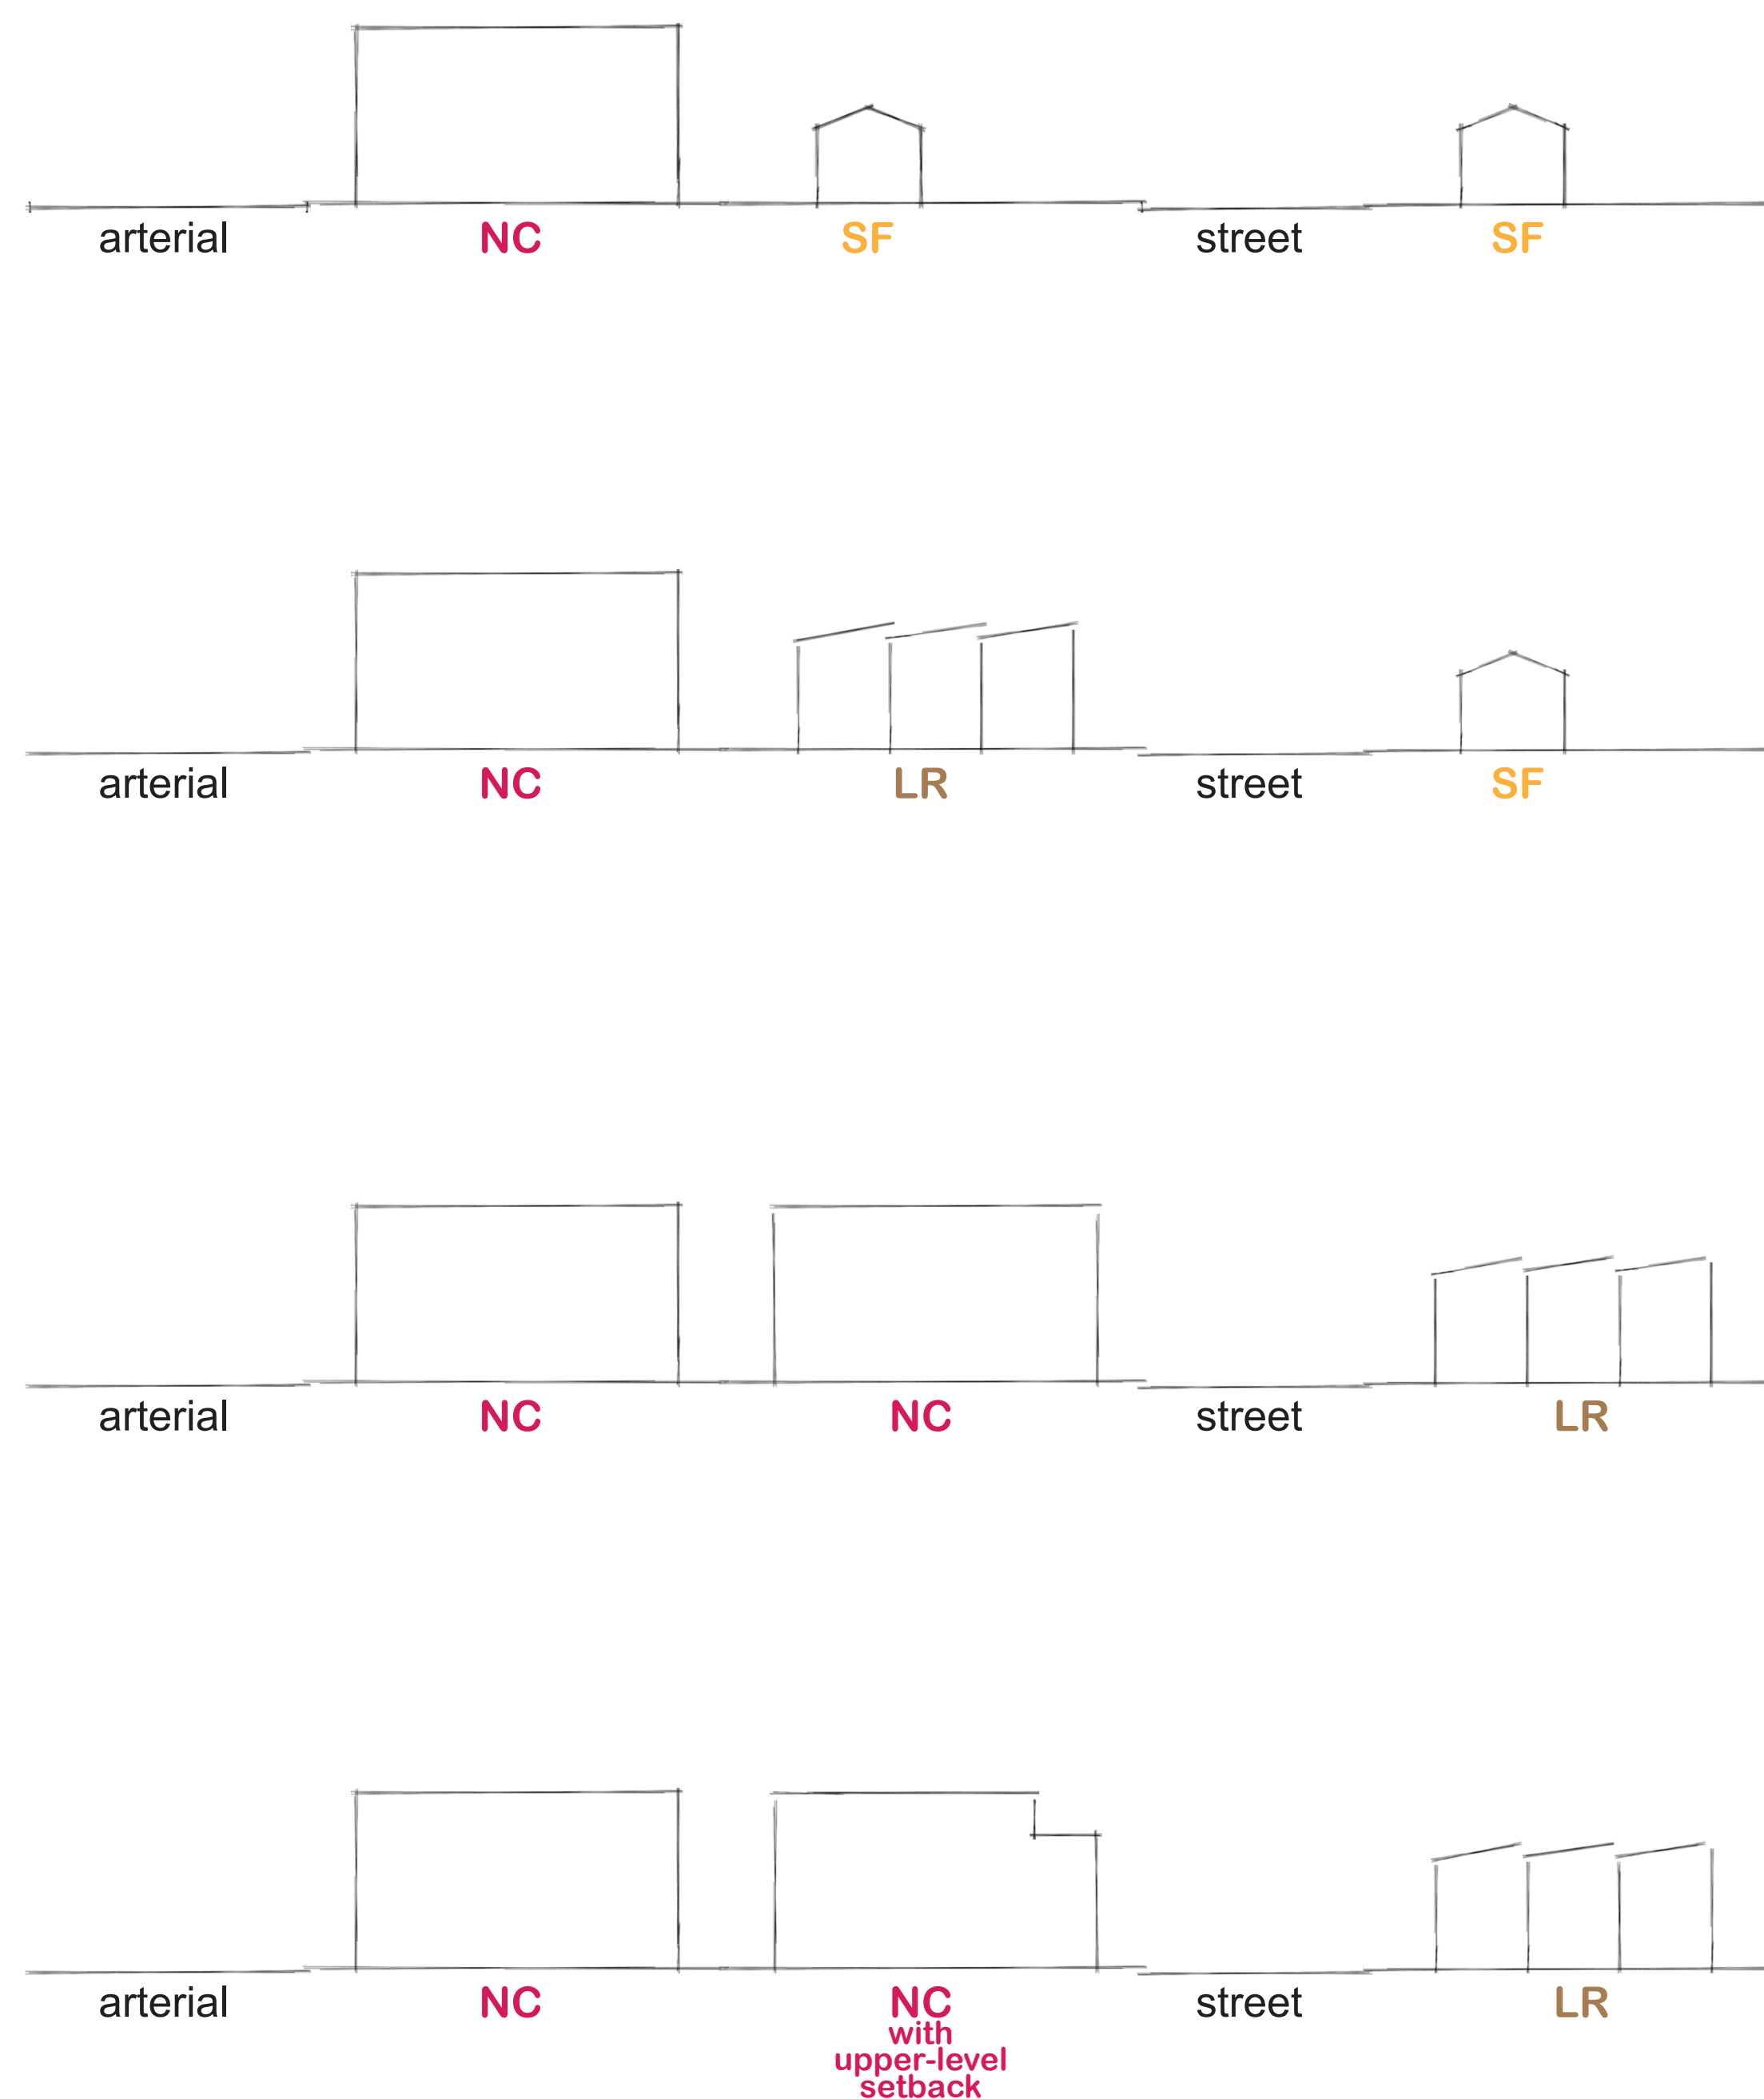 arterial NC SF street SF
arterial NC LR street SF
arterial NC NC street LR
arterial NC NC street LR
with
upper-level
setback